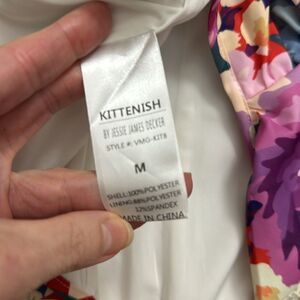 KITTENISH
BY JESSIE JAMES DECKER
STYLE #: VMG-KIT8
M
SHELL:100%POLYESTER
LINING:88%POLYESTER
12%SPANDEX
MADE IN CHINA